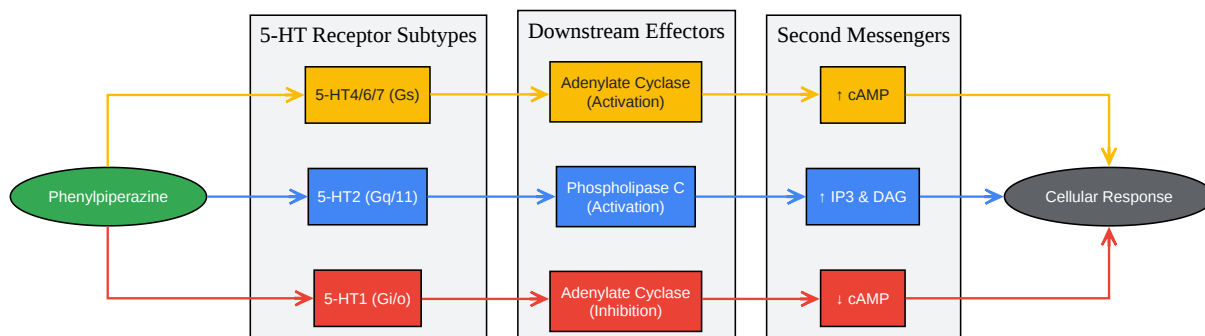 5-HT Receptor Subtypes
Downstream Effectors
Second Messengers
5-HT4/6/7 (Gs)
Adenylate Cyclase
(Activation)
↑ cAMP
Phenylpiperazine
5-HT2 (Gq/11)
Phospholipase C
(Activation)
↑ IP3 & DAG
Cellular Response
5-HT1 (Gi/o)
Adenylate Cyclase
(Inhibition)
↓ cAMP